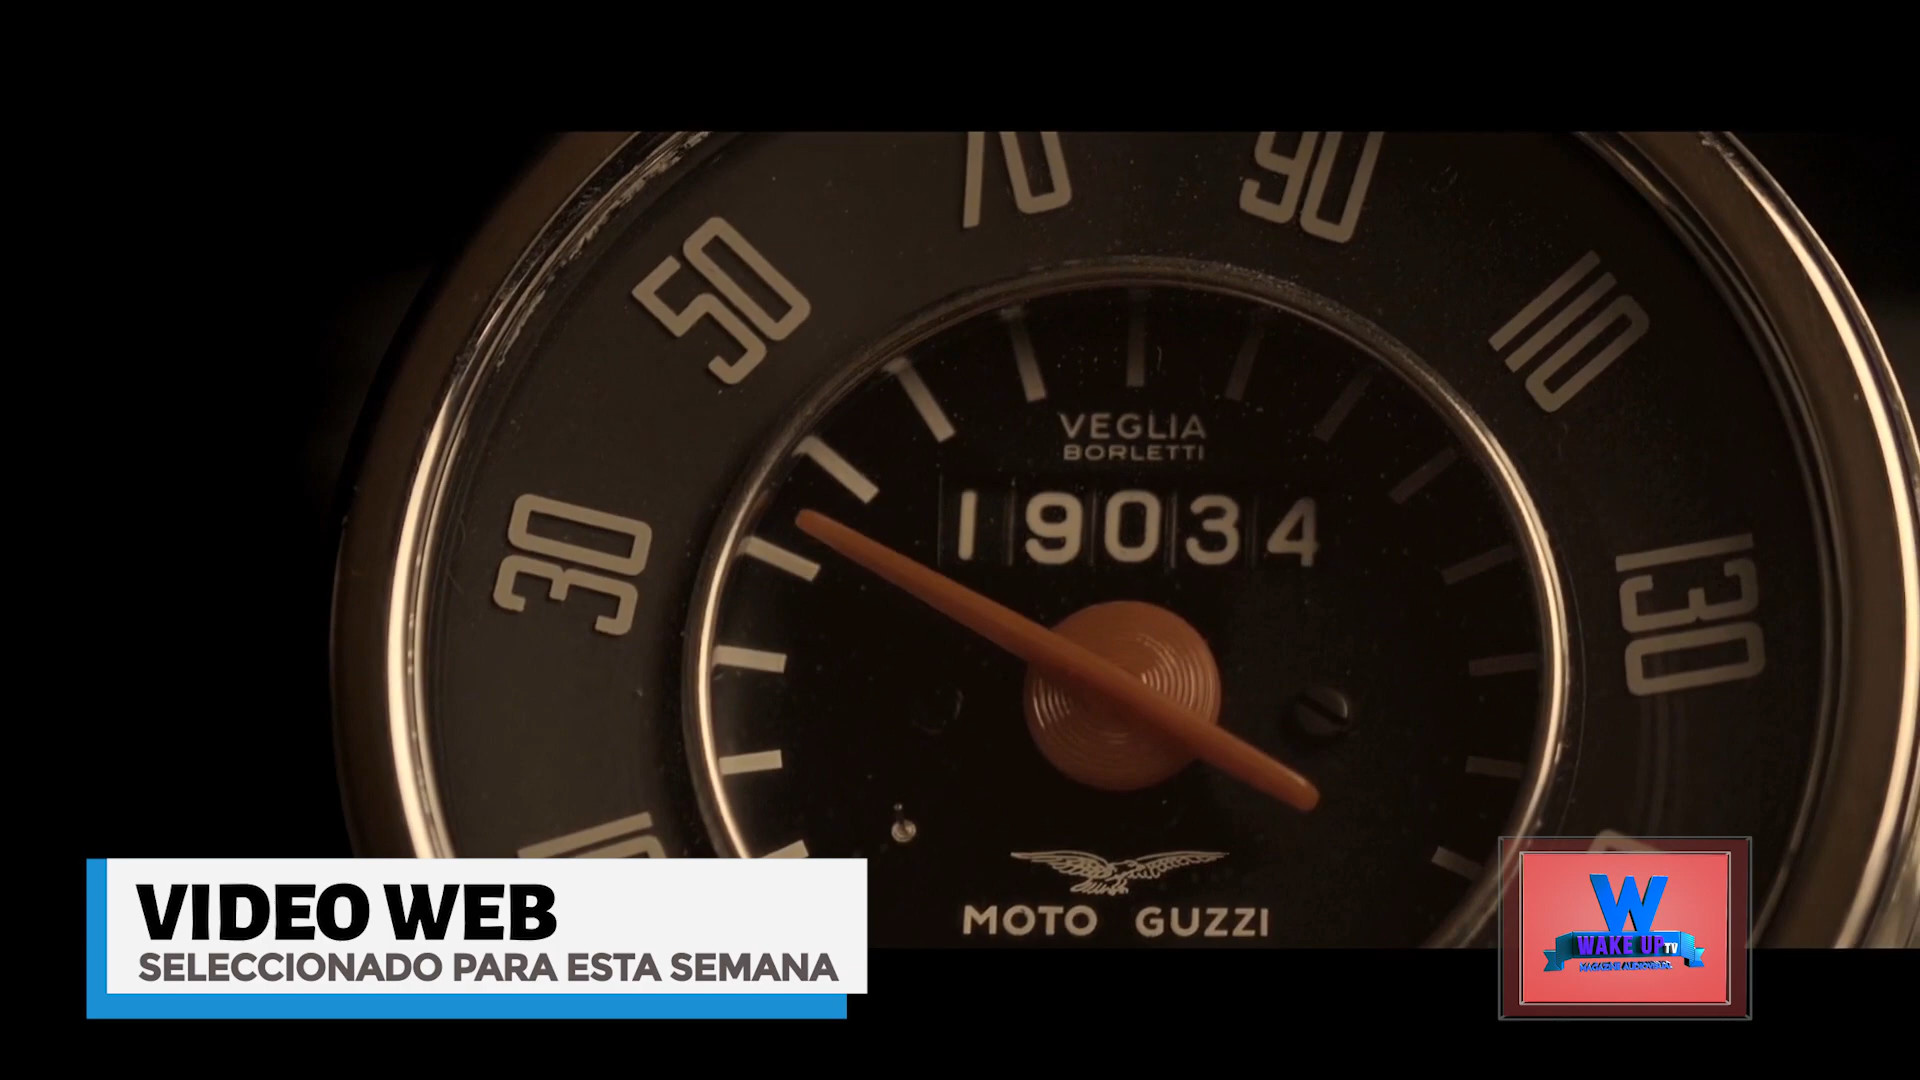 70
90
50
110
VEGLIA
BORLETTI
19034
30
130
MOTO GUZZI
VIDEO WEB
SELECCIONADO PARA ESTA SEMANA
W
WAKE UP TV